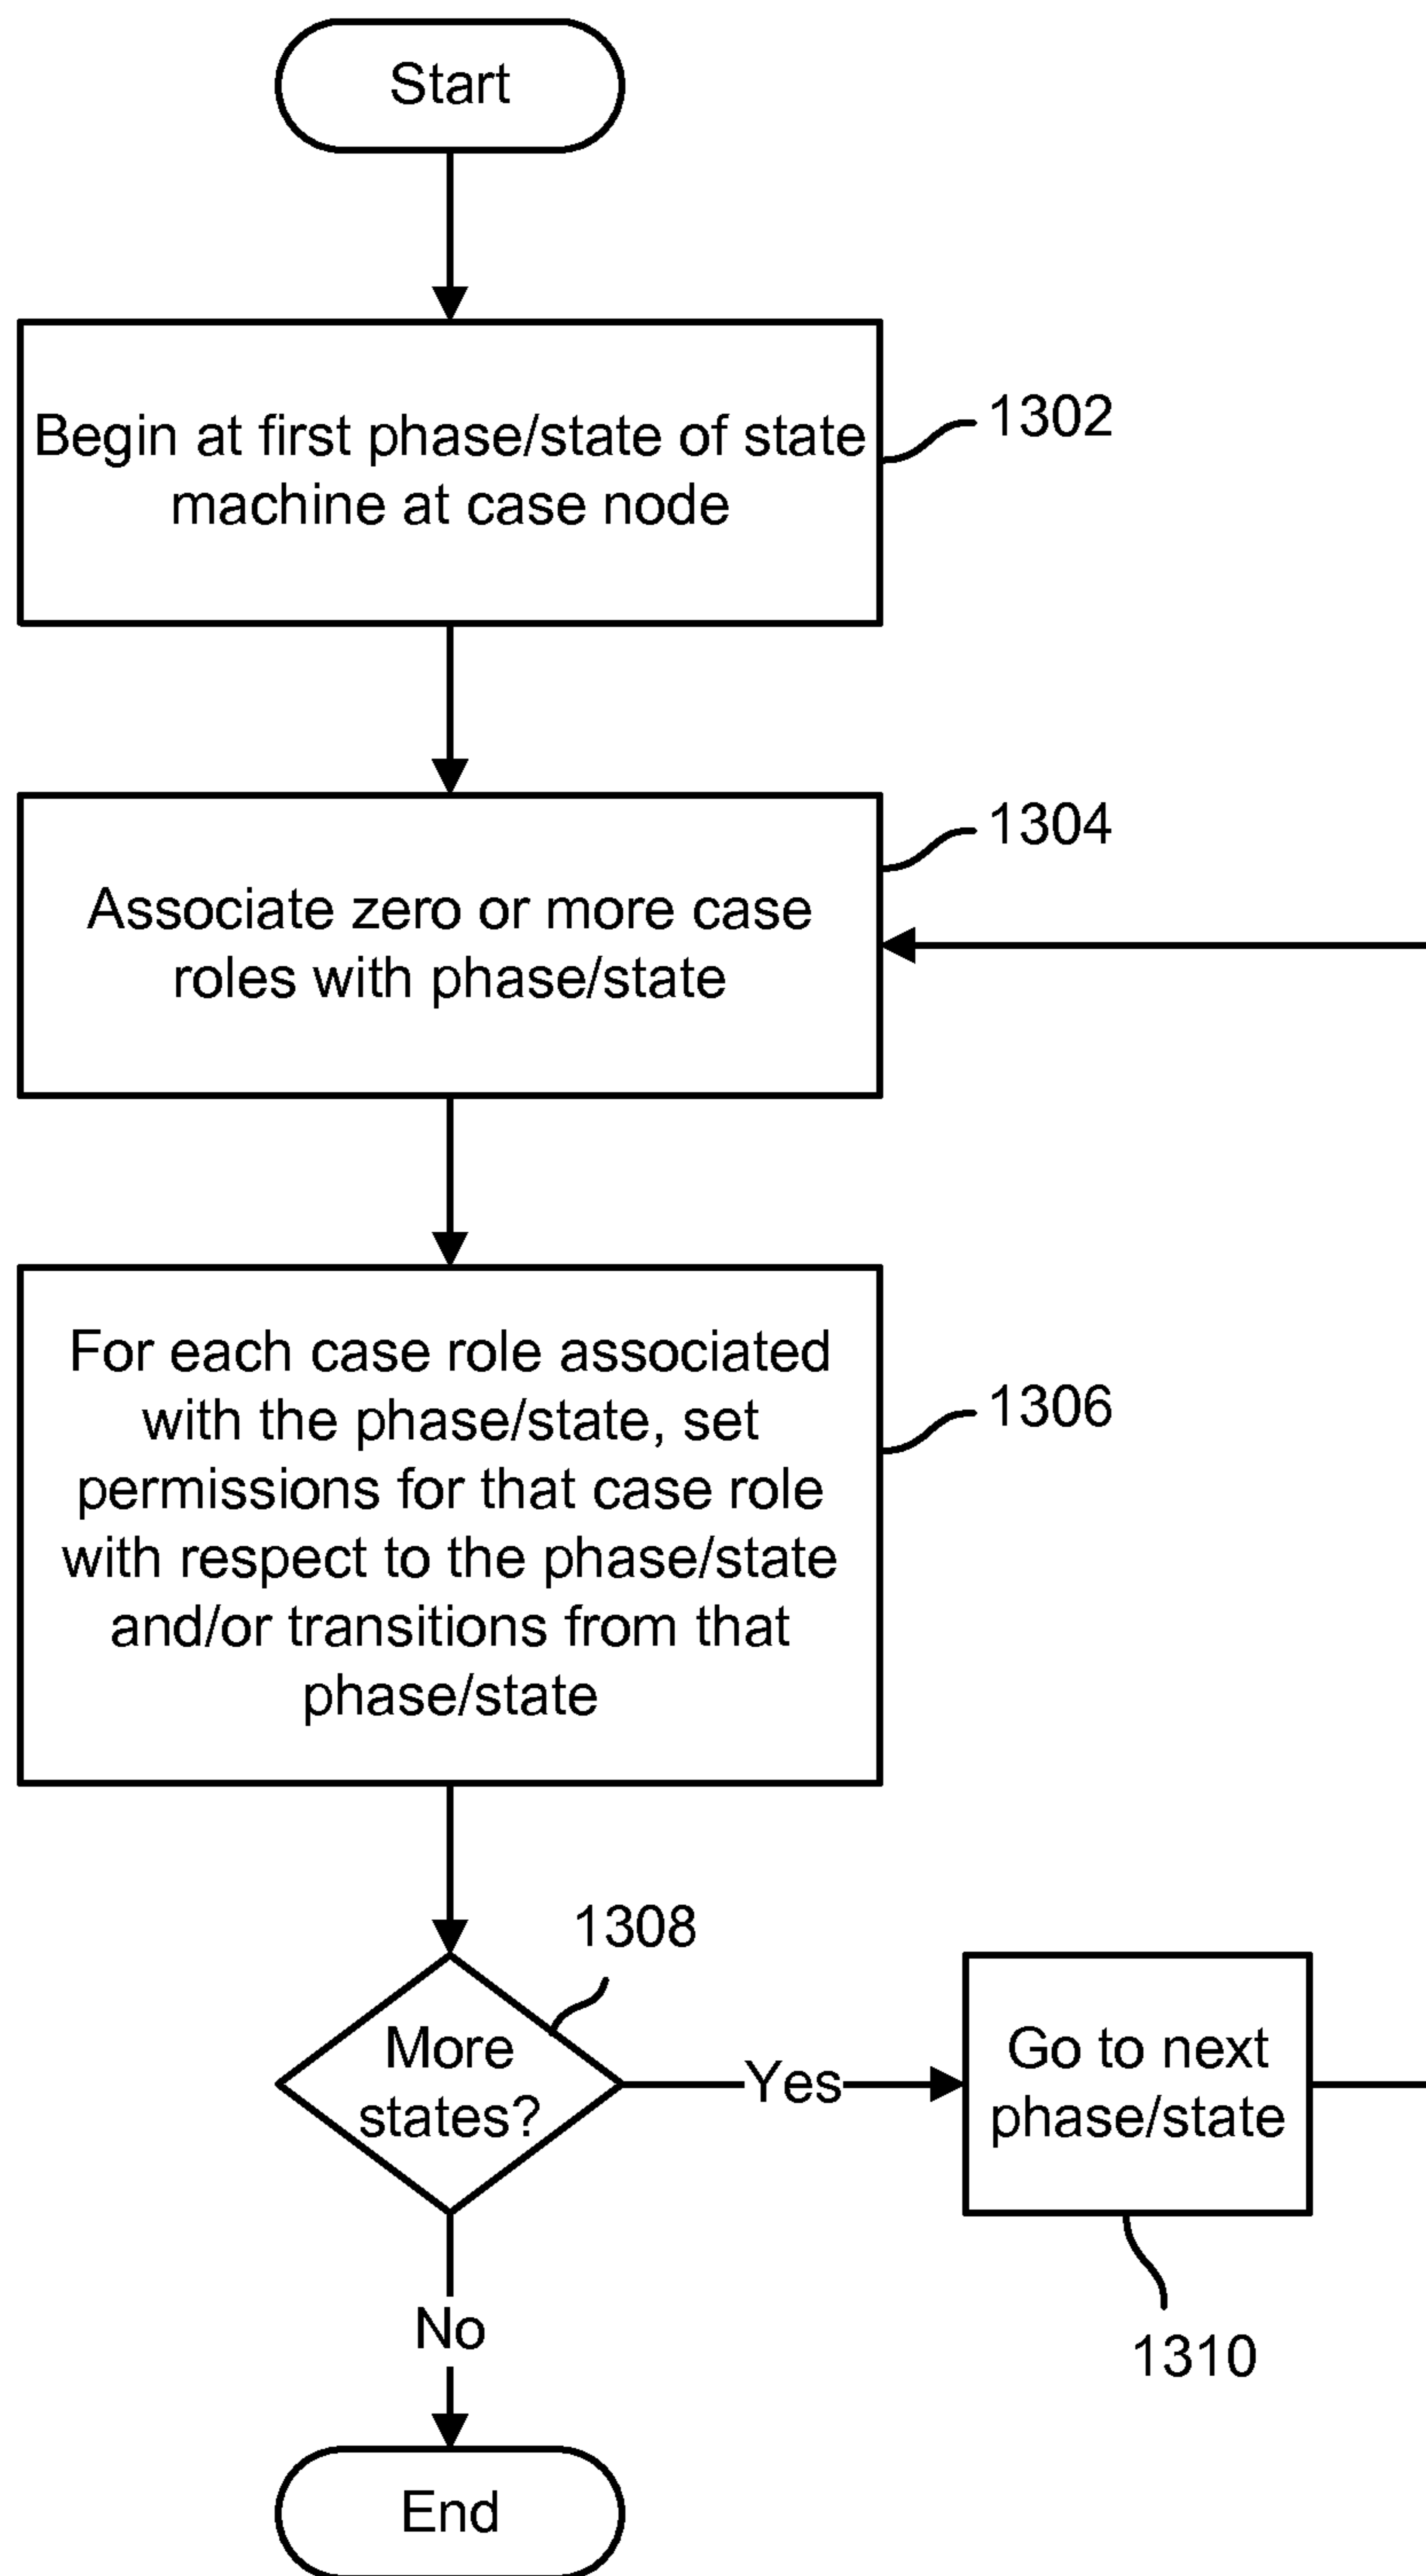 Start
Begin at first phase/state of state
machine at case node
1302
Associate zero or more case
roles with phase/state
1304
For each case role associated
with the phase/state, set
permissions for that case role
with respect to the phase/state
and/or transitions from that
phase/state
1306
More
states?
1308
Yes
Go to next
phase/state
1310
No
End